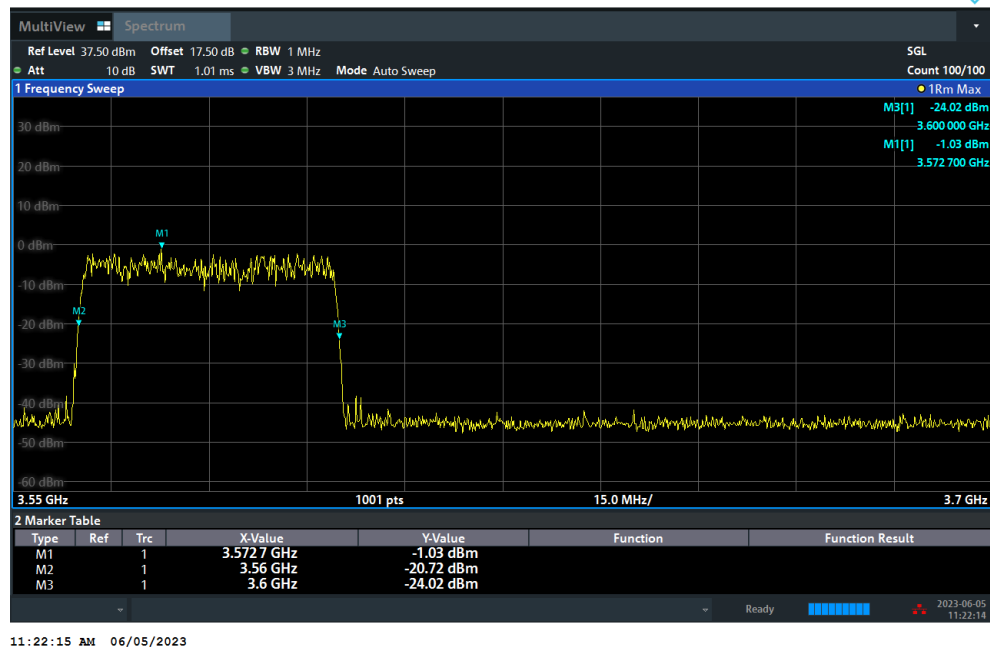 MultiView Spectrum
Ref Level 37.50 dBm Offset 17.50 dB RBW 1 MHz SGL
Att 10 dB SWT 1.01 ms VBW 3 MHz Mode Auto Sweep Count 100/100
1 Frequency Sweep 1Rm Max
M3[1] -24.02 dBm
3.600 000 GHz
M1[1] -1.03 dBm
3.572 700 GHz
30 dBm
20 dBm
10 dBm
M1
0 dBm
-10 dBm
M2
-20 dBm
M3
-30 dBm
-40 dBm
-50 dBm
-60 dBm
3.55 GHz 1001 pts 15.0 MHz/ 3.7 GHz
2 Marker Table
Type Ref Trc X-Value Y-Value Function Function Result
M1 1 3.5727 GHz -1.03 dBm
M2 1 3.56 GHz -20.72 dBm
M3 1 3.6 GHz -24.02 dBm
Ready 2023-06-05
11:22:14
11:22:15 AM 06/05/2023